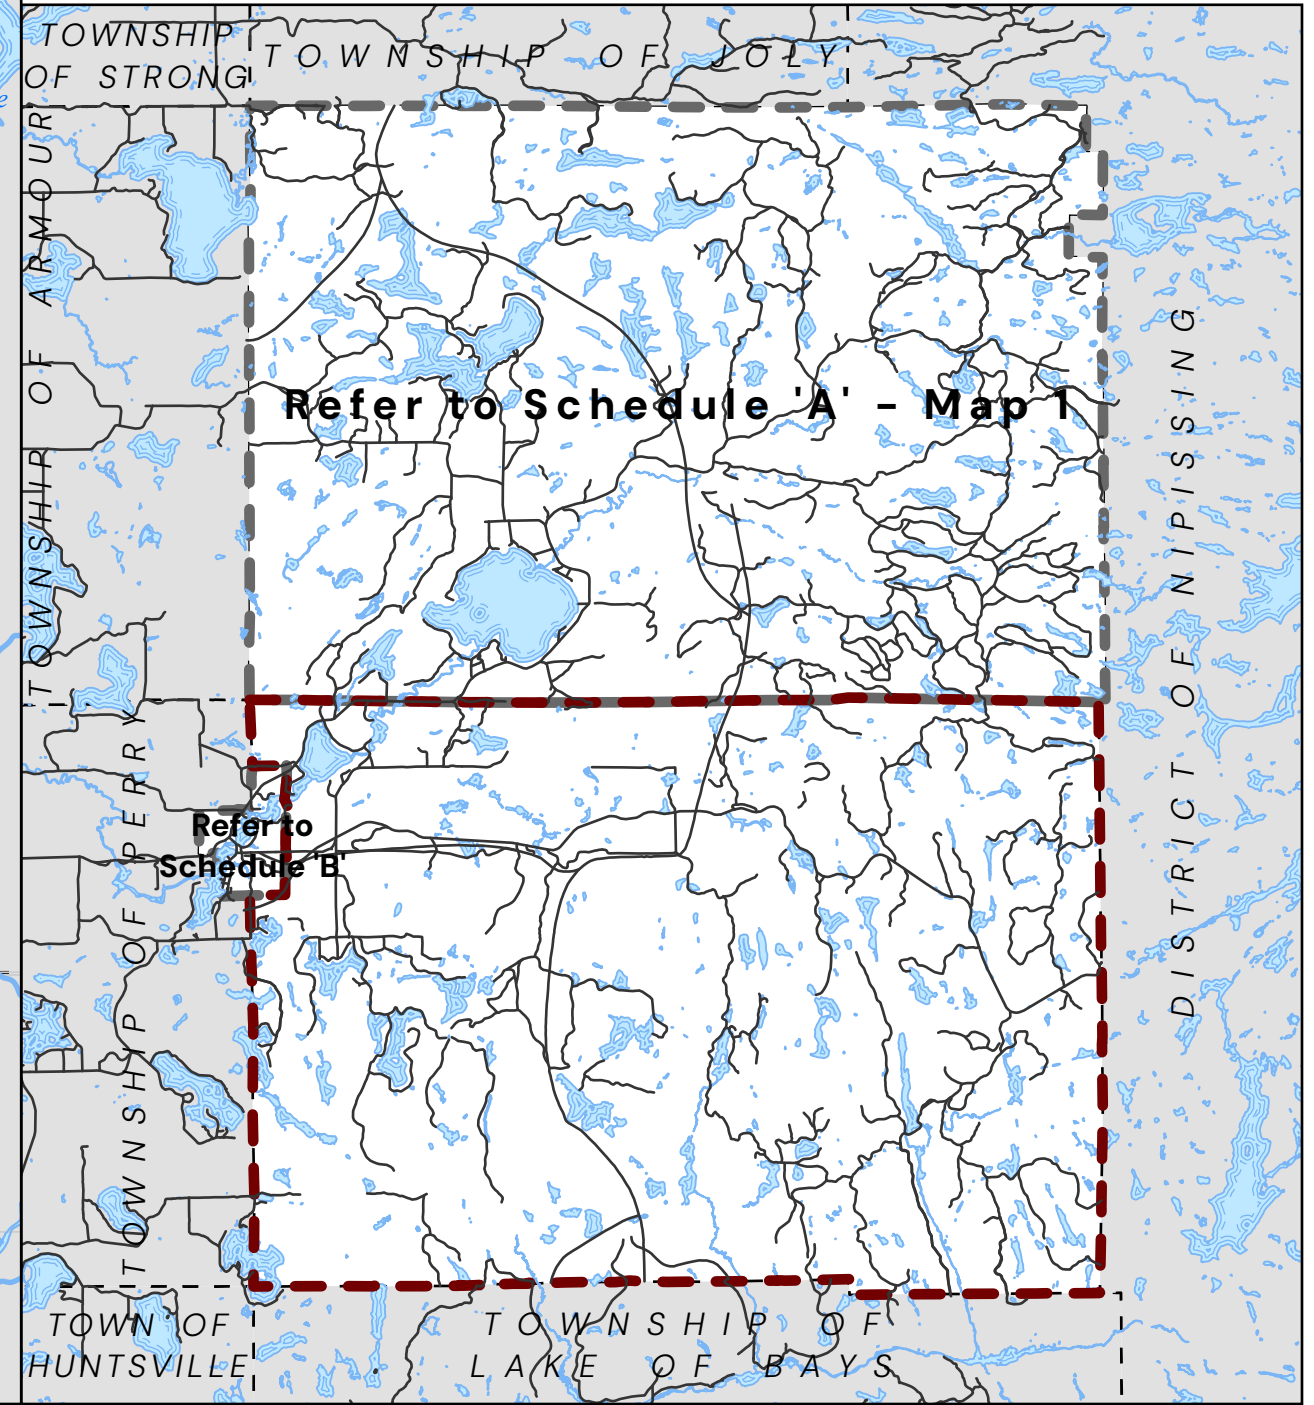 TOWNSHIP
OF STRONG
TOWNSHIP OF JOLY
TOWNSHIP OF ARMOUR
Refer to Schedule 'A' - Map 1
DISTRICT OF NIPISSING
TOWNSHIP OF PERRY
Refer to
Schedule 'B'
TOWN OF
HUNTSVILLE
TOWNSHIP OF
LAKE OF BAYS